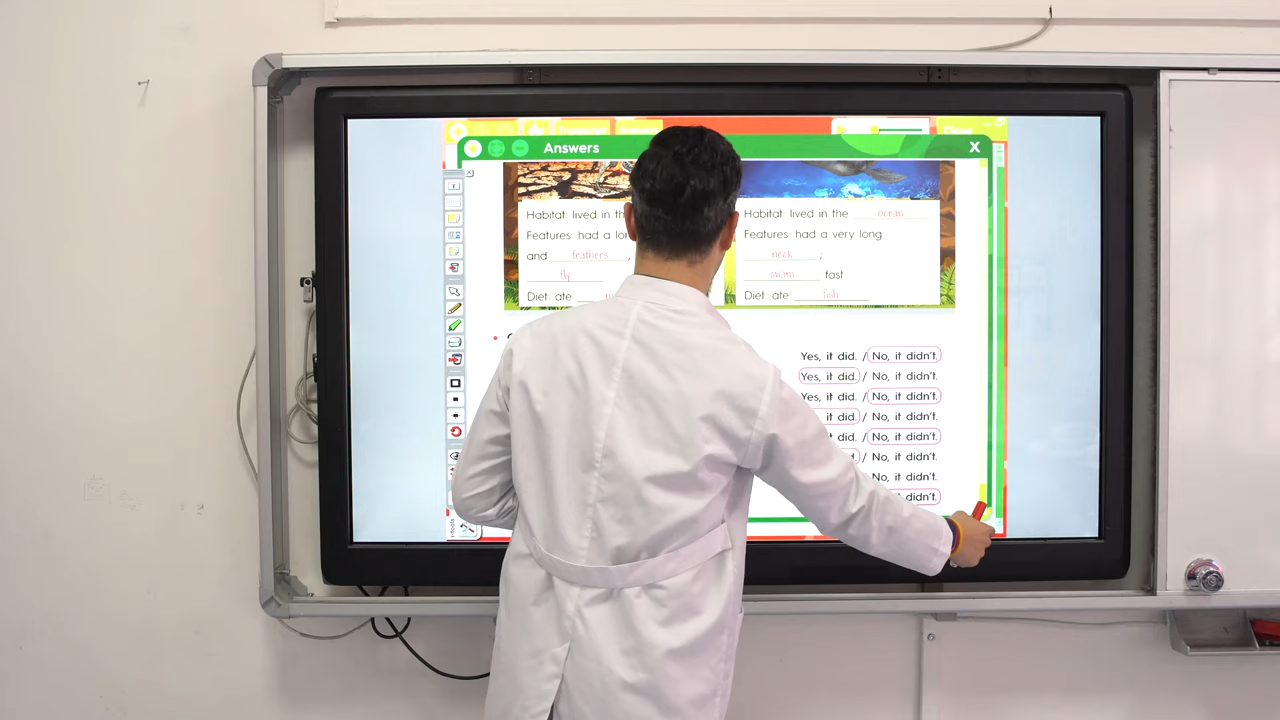 Answers X
Habitat: lived in th
Features: had a lon
and feathers,
fly
Diet: ate
Habitat: lived in the ocean
Features: had a very long
neck,
swam fast
Diet: ate fish
Yes, it did. / No, it didn't.
Yes, it did. / No, it didn't.
Yes, it did. / No, it didn't.
it did. / No, it didn't.
did. / No, it didn't.
d. / No, it didn't.
/ No, it didn't.
didn't.